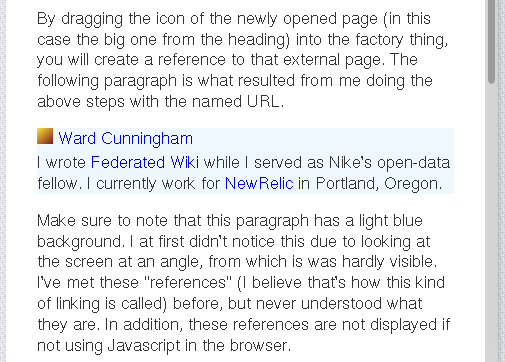 By dragging the icon of the newly opened page (in this
case the big one from the heading) into the factory thing,
you will create a reference to that external page. The
following paragraph is what resulted from me doing the
above steps with the named URL.
Ward Cunningham
I wrote Federated Wiki while I served as Nike's open-data
fellow. I currently work for NewRelic in Portland, Oregon.
Make sure to note that this paragraph has a light blue
background. I at first didn't notice this due to looking at
the screen at an angle, from which is was hardly visible.
I've met these "references" (I believe that's how this kind
of linking is called) before, but never understood what
they are. In addition, these references are not displayed if
not using Javascript in the browser.